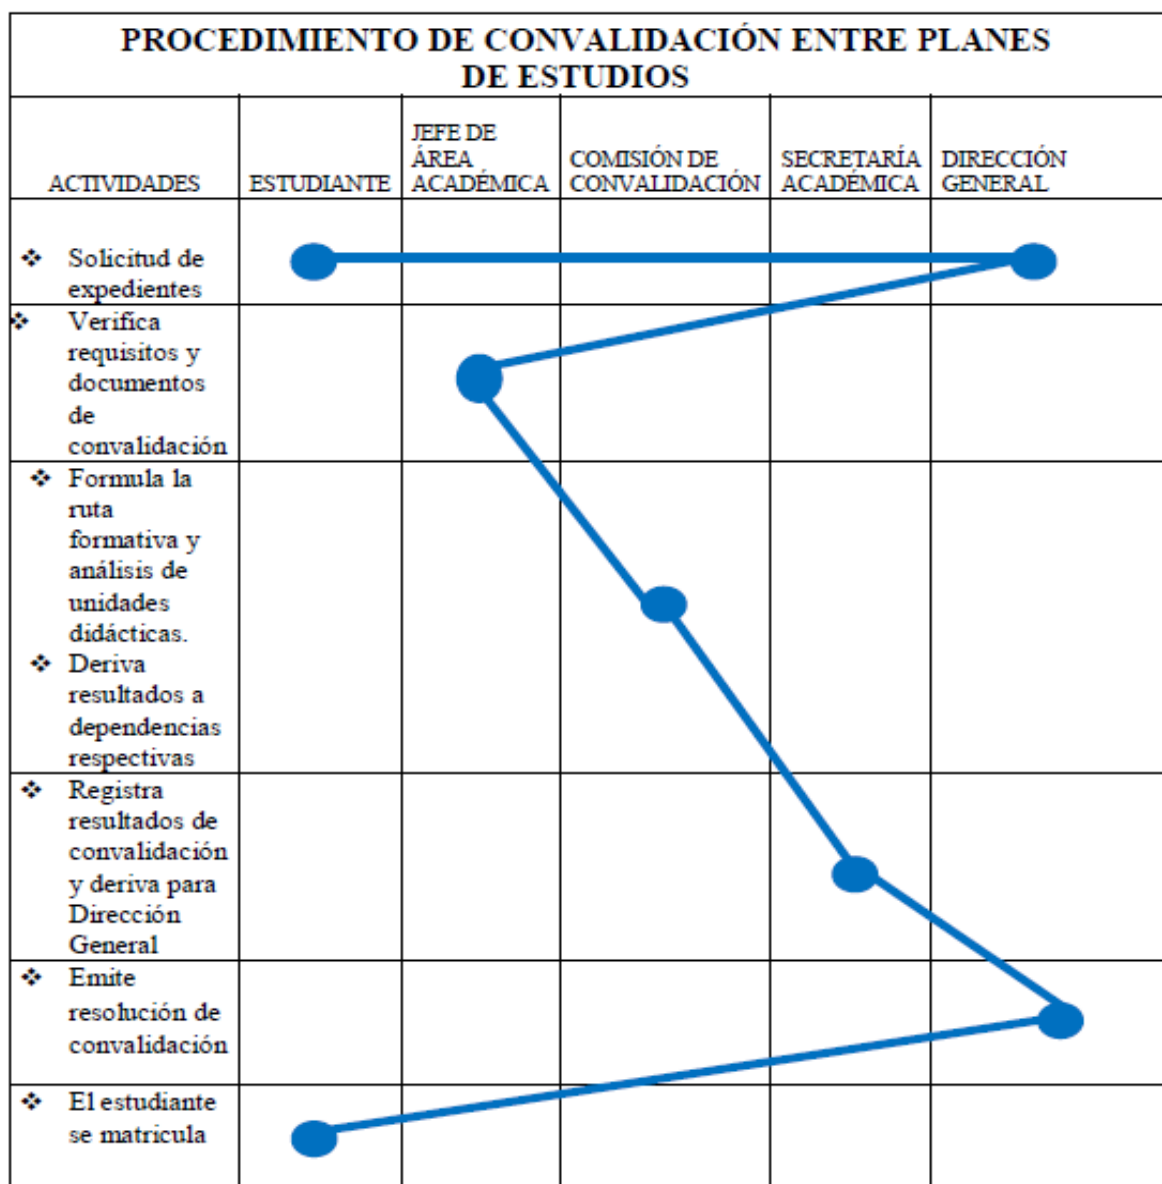 PROCEDIMIENTO DE CONVALIDACIÓN ENTRE PLANES
DE ESTUDIOS
ACTIVIDADES
ESTUDIANTE
JEFE DE
ÁREA
ACADÉMICA
COMISIÓN DE
CONVALIDACIÓN
SECRETARÍA
ACADÉMICA
DIRECCIÓN
GENERAL
❖ Solicitud de
expedientes
❖ Verifica
requisitos y
documentos
de
convalidación
❖ Formula la
ruta
formativa y
análisis de
unidades
didácticas.
❖ Deriva
resultados a
dependencias
respectivas
❖ Registra
resultados de
convalidación
y deriva para
Dirección
General
❖ Emite
resolución de
convalidación
❖ El estudiante
se matricula